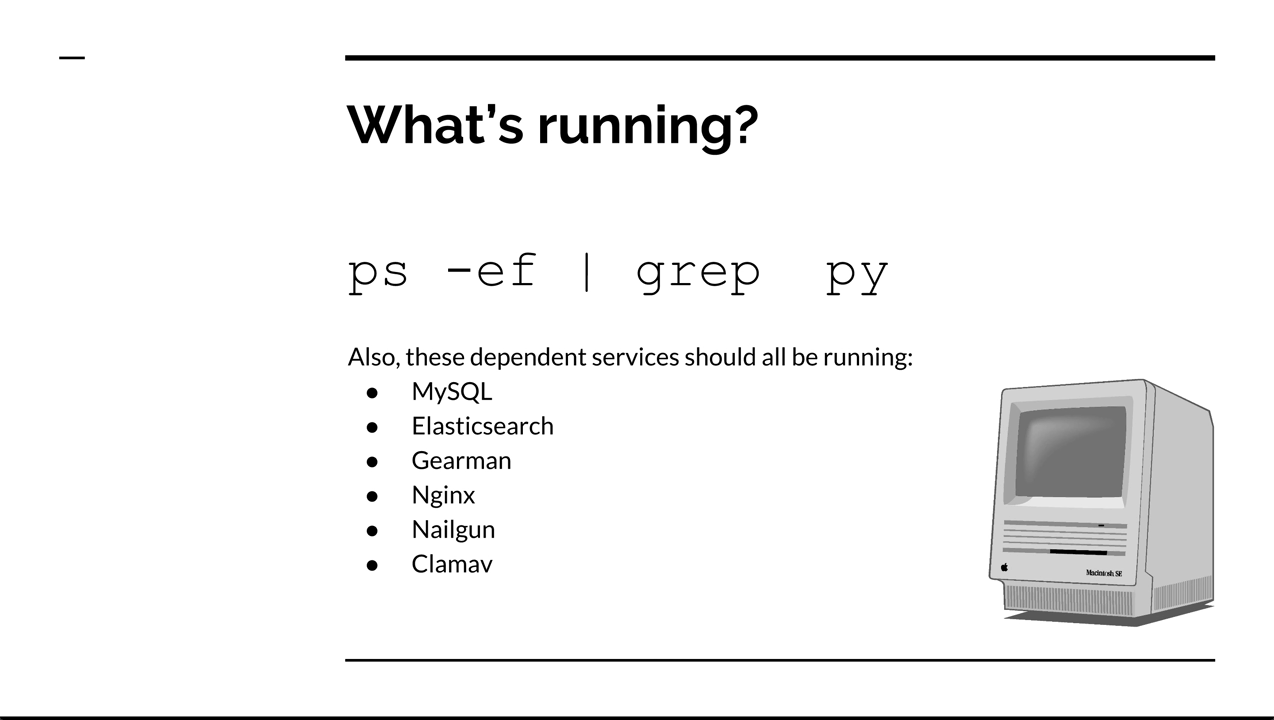 What’s running?
ps -ef | grep  py
Also, these dependent services should all be running:
● MySQL
● Elasticsearch
● Gearman
● Nginx
● Nailgun
● Clamav
Macintosh SE